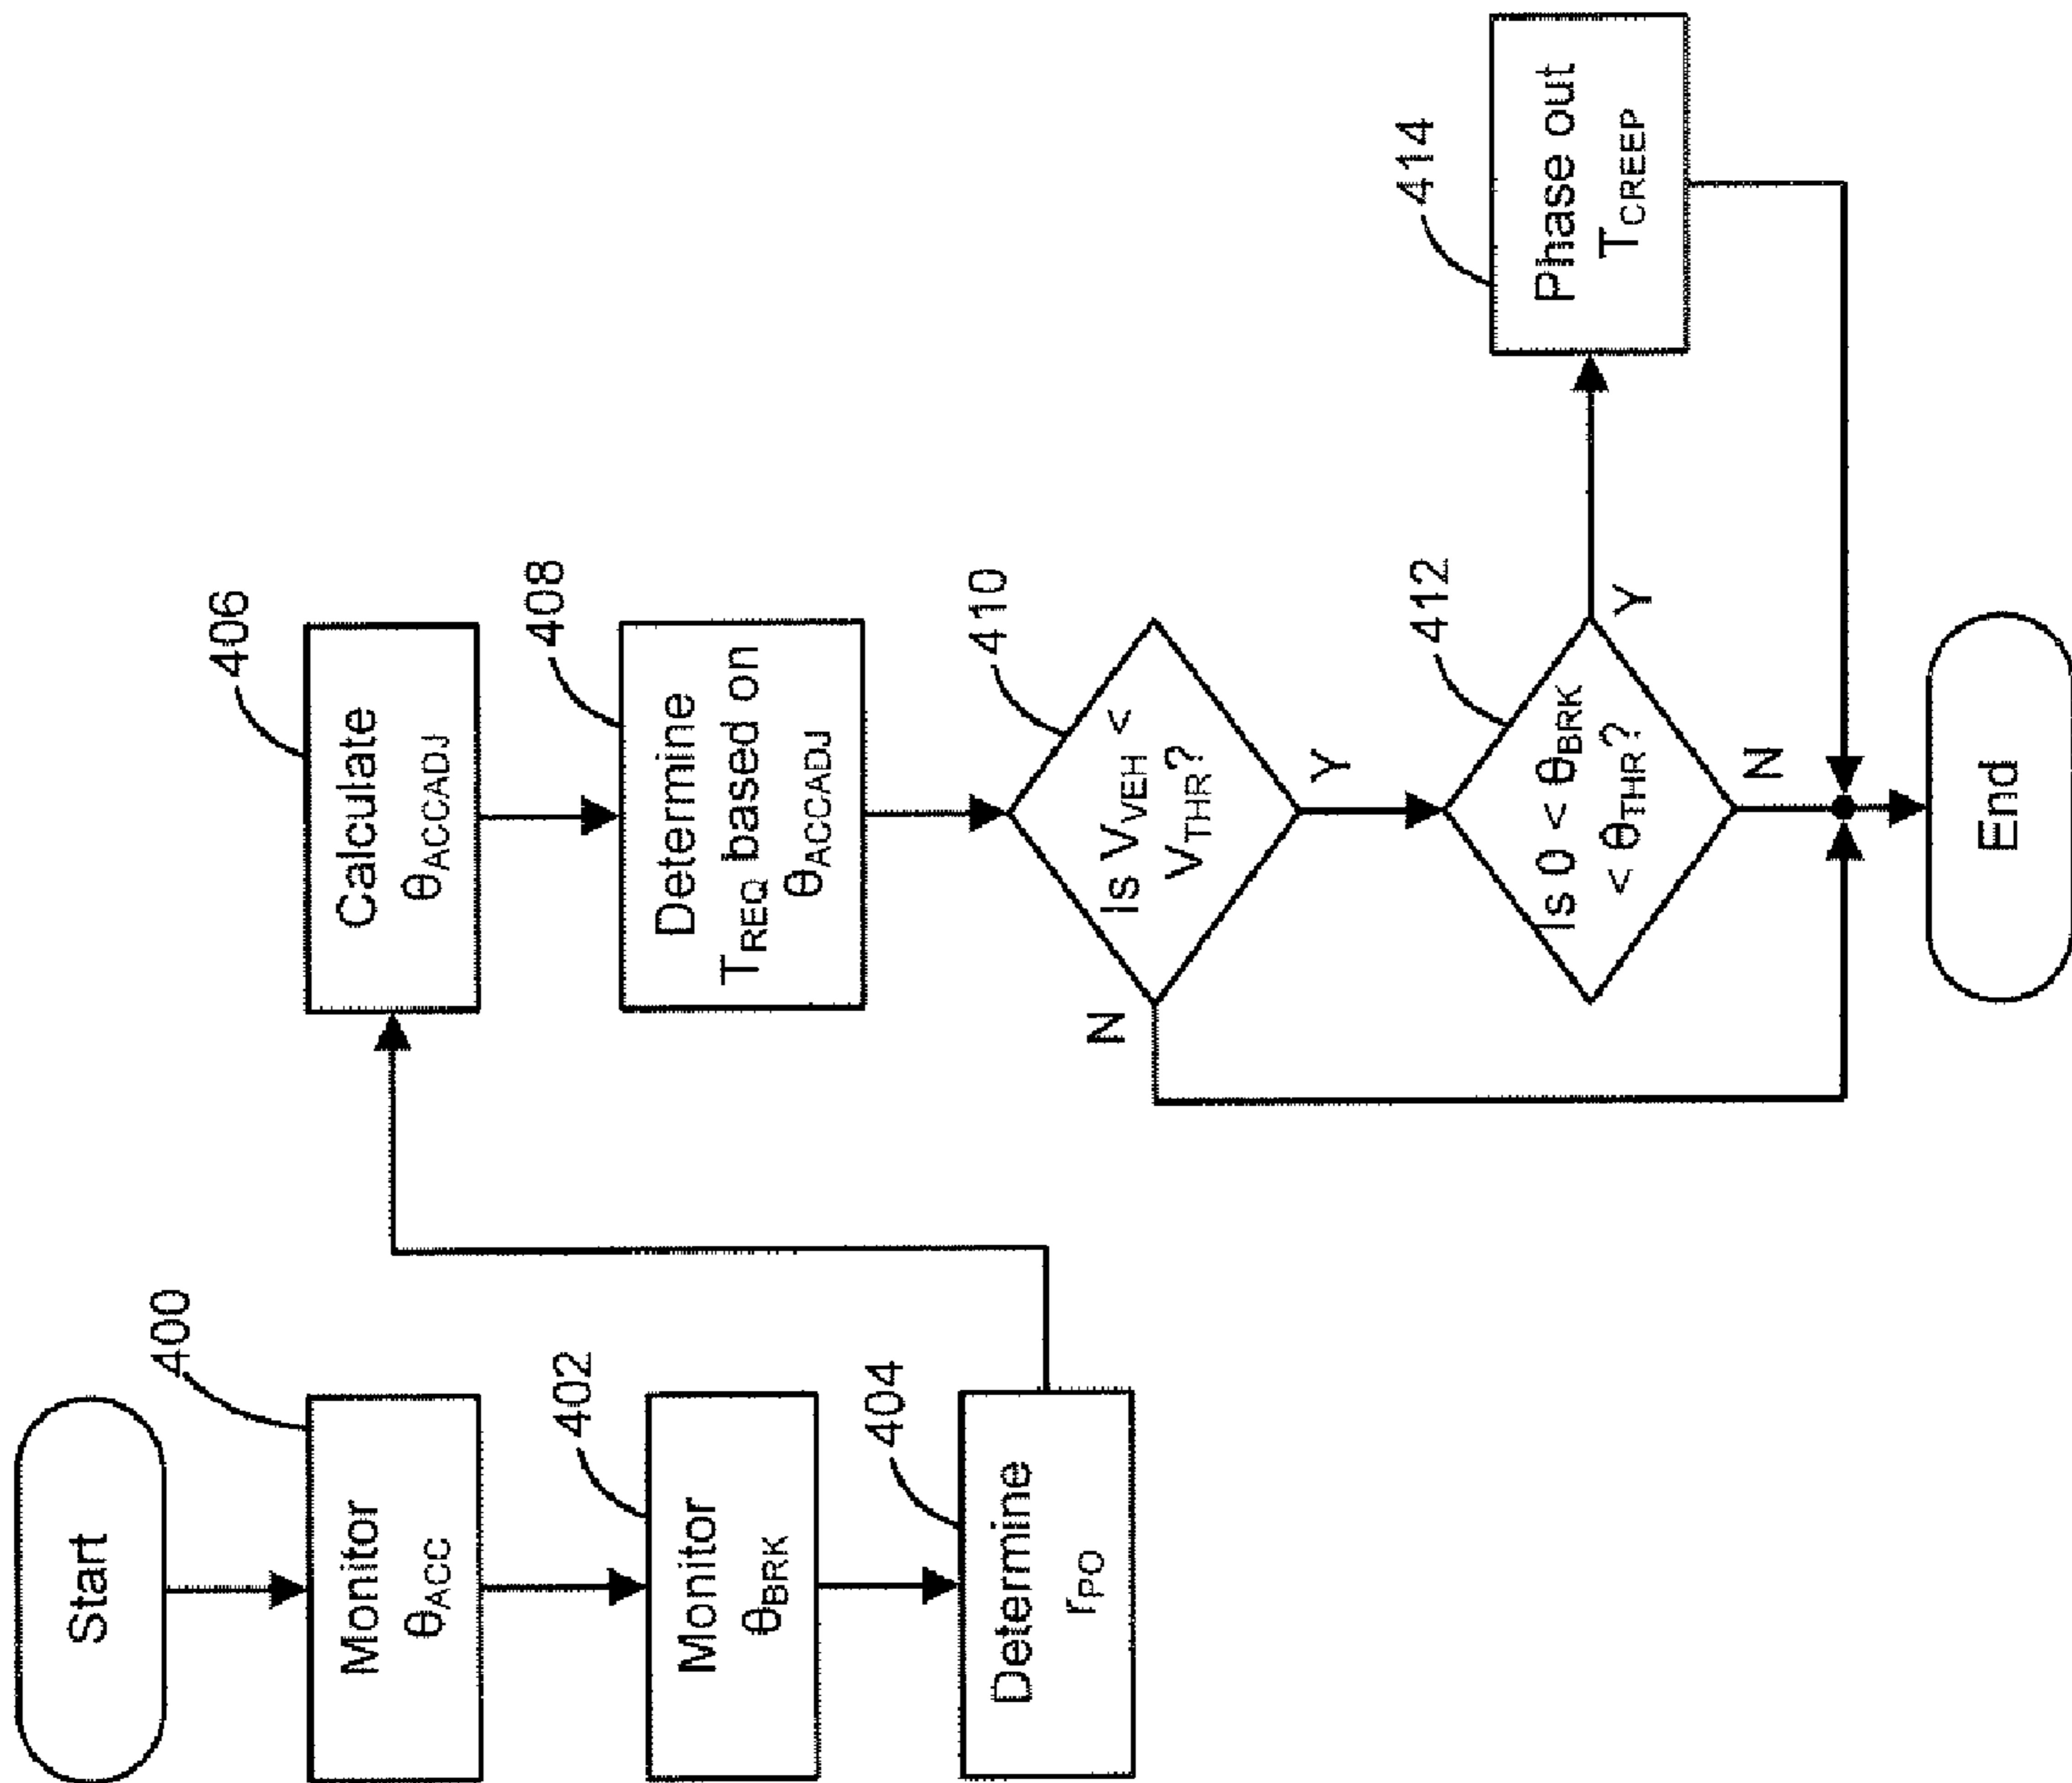 Start
400
Monitor
θACC
402
Monitor
θBRK
404
Determine
rPO
406
Calculate
θACCADJ
408
Determine
TREQ based on
θACCADJ
410
Is VVEH <
VTHR?
N
Y
412
Is 0 < θBRK
< θTHR?
Y
N
414
Phase out
TCREEP
End